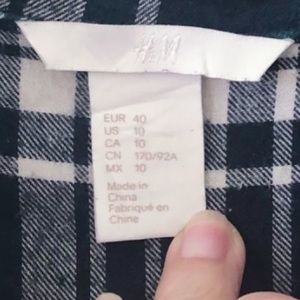 H&M
EUR 40
US 10
CA 10
CN 170/92A
MX 10
Made in
China
Fabriqué en
Chine